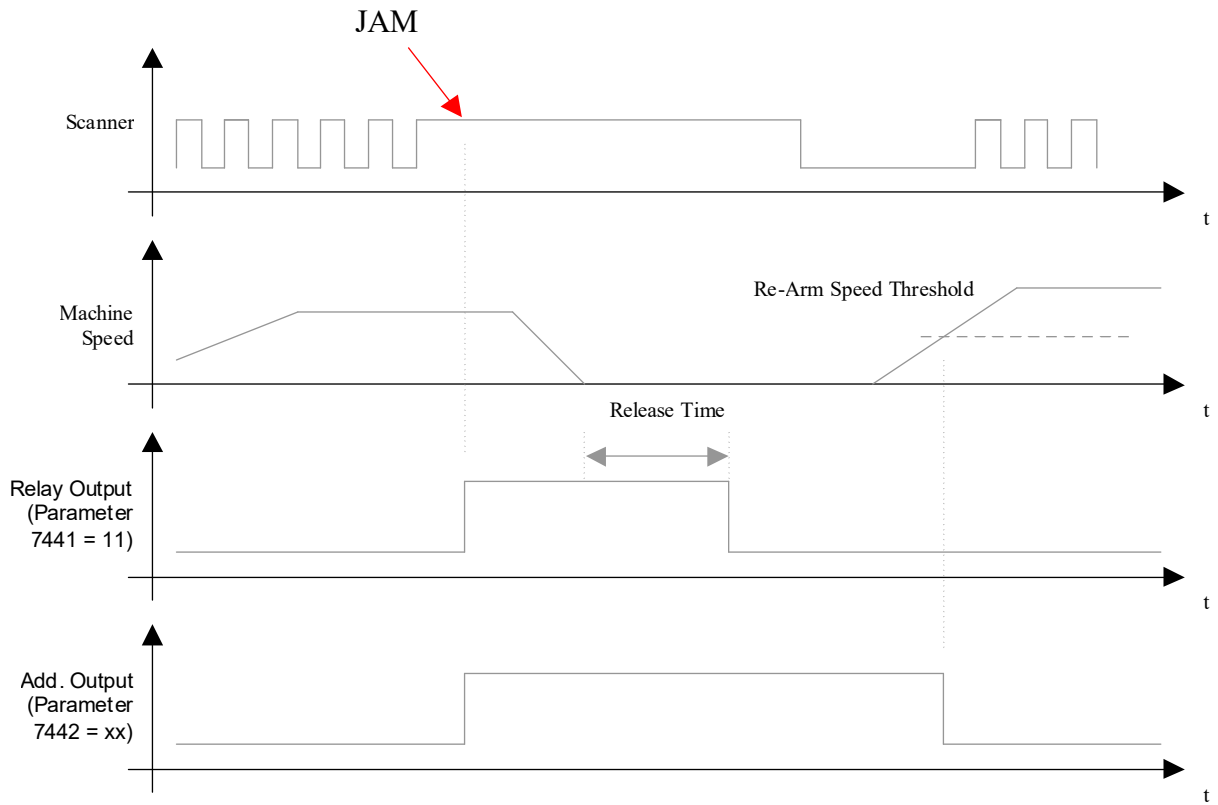 JAM
Scanner
t
Re-Arm Speed Threshold
Machine
Speed
t
Release Time
Relay Output
(Parameter
7441 = 11)
t
Add. Output
(Parameter
7442 = xx)
t